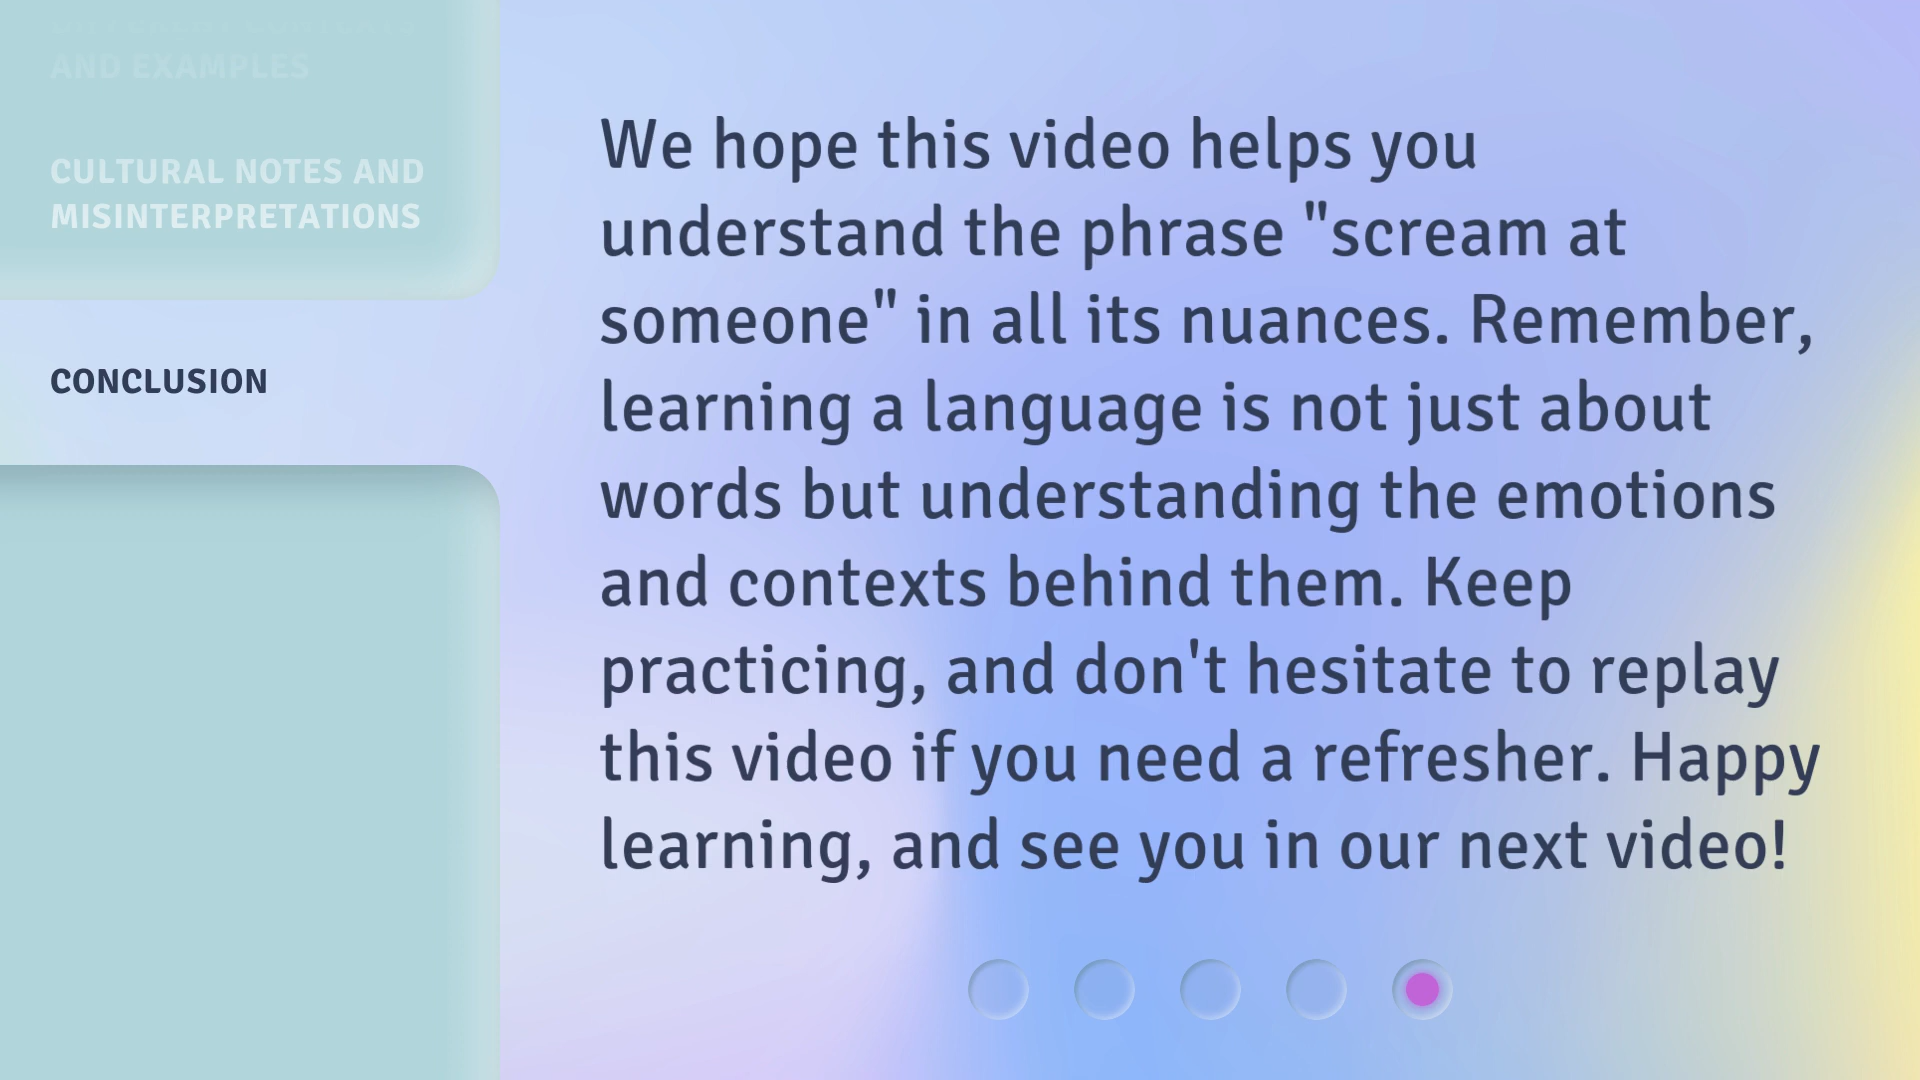 AND EXAMPLES
CULTURAL NOTES AND
MISINTERPRETATIONS
CONCLUSION
We hope this video helps you
understand the phrase "scream at
someone" in all its nuances. Remember,
learning a language is not just about
words but understanding the emotions
and contexts behind them. Keep
practicing, and don't hesitate to replay
this video if you need a refresher. Happy
learning, and see you in our next video!